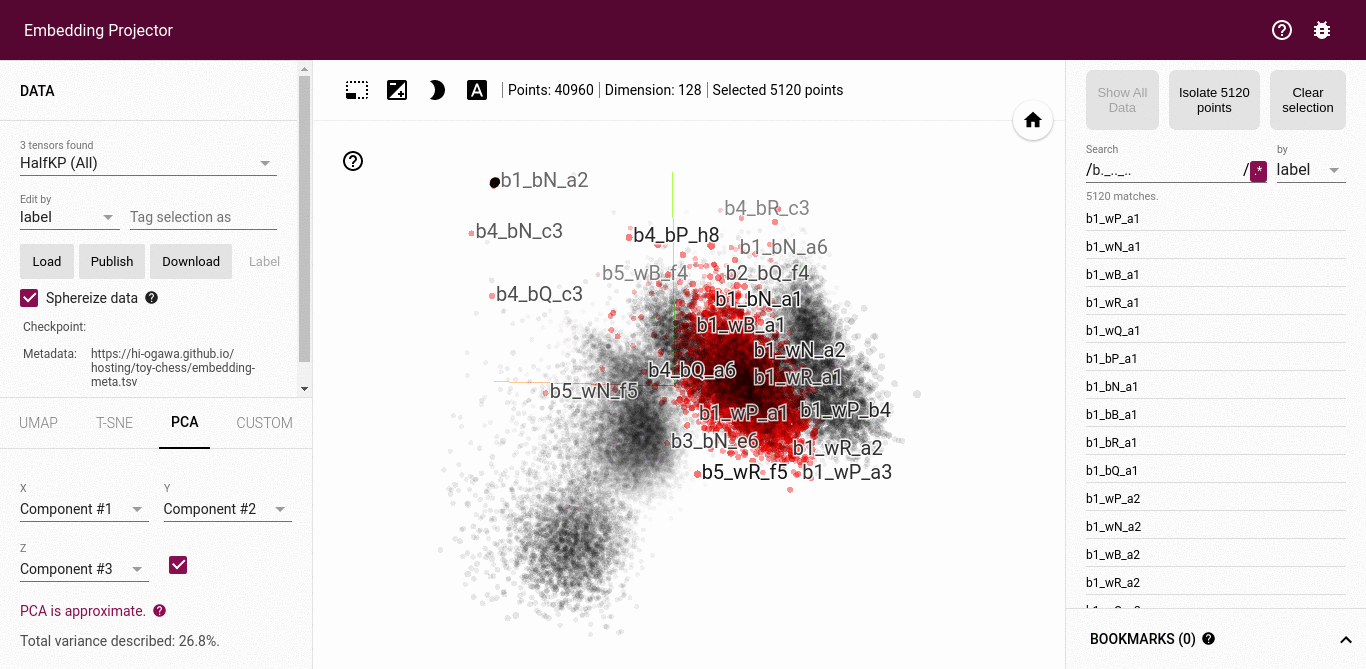 Embedding Projector
DATA
3 tensors found
HalfKP (All)
Edit by
label
Tag selection as
Load
Publish
Download
Label
Sphereize data
Checkpoint:
Metadata:
https://hi-ogawa.github.io/
hosting/toy-chess/embedding-
meta.tsv
UMAP
T-SNE
PCA
CUSTOM
X
Y
Component #1
Component #2
Z
Component #3
PCA is approximate.
Total variance described: 26.8%.
A
Points: 40960
Dimension: 128
Selected 5120 points
b1_bN_a2
b4_bR_c3
b4_bN_c3
b4_bP_h8
b1_bN_a6
b5_wB_f4
b2_bQ_f4
b4_bQ_c3
b1_bN_a1
b1_wB_a1
b1_wN_a2
b4_bQ_a6
b1_wR_a1
b5_wN_f5
b1_wP_a1
b1_wP_b4
b3_bN_e6
b1_wR_a2
b5_wR_f5
b1_wP_a3
Show All
Data
Isolate 5120
points
Clear
selection
Search
by
/b._.._..
/
.*
label
5120 matches.
b1_wP_a1
b1_wN_a1
b1_wB_a1
b1_wR_a1
b1_wQ_a1
b1_bP_a1
b1_bN_a1
b1_bB_a1
b1_bR_a1
b1_bQ_a1
b1_wP_a2
b1_wN_a2
b1_wB_a2
b1_wR_a2
BOOKMARKS (0)